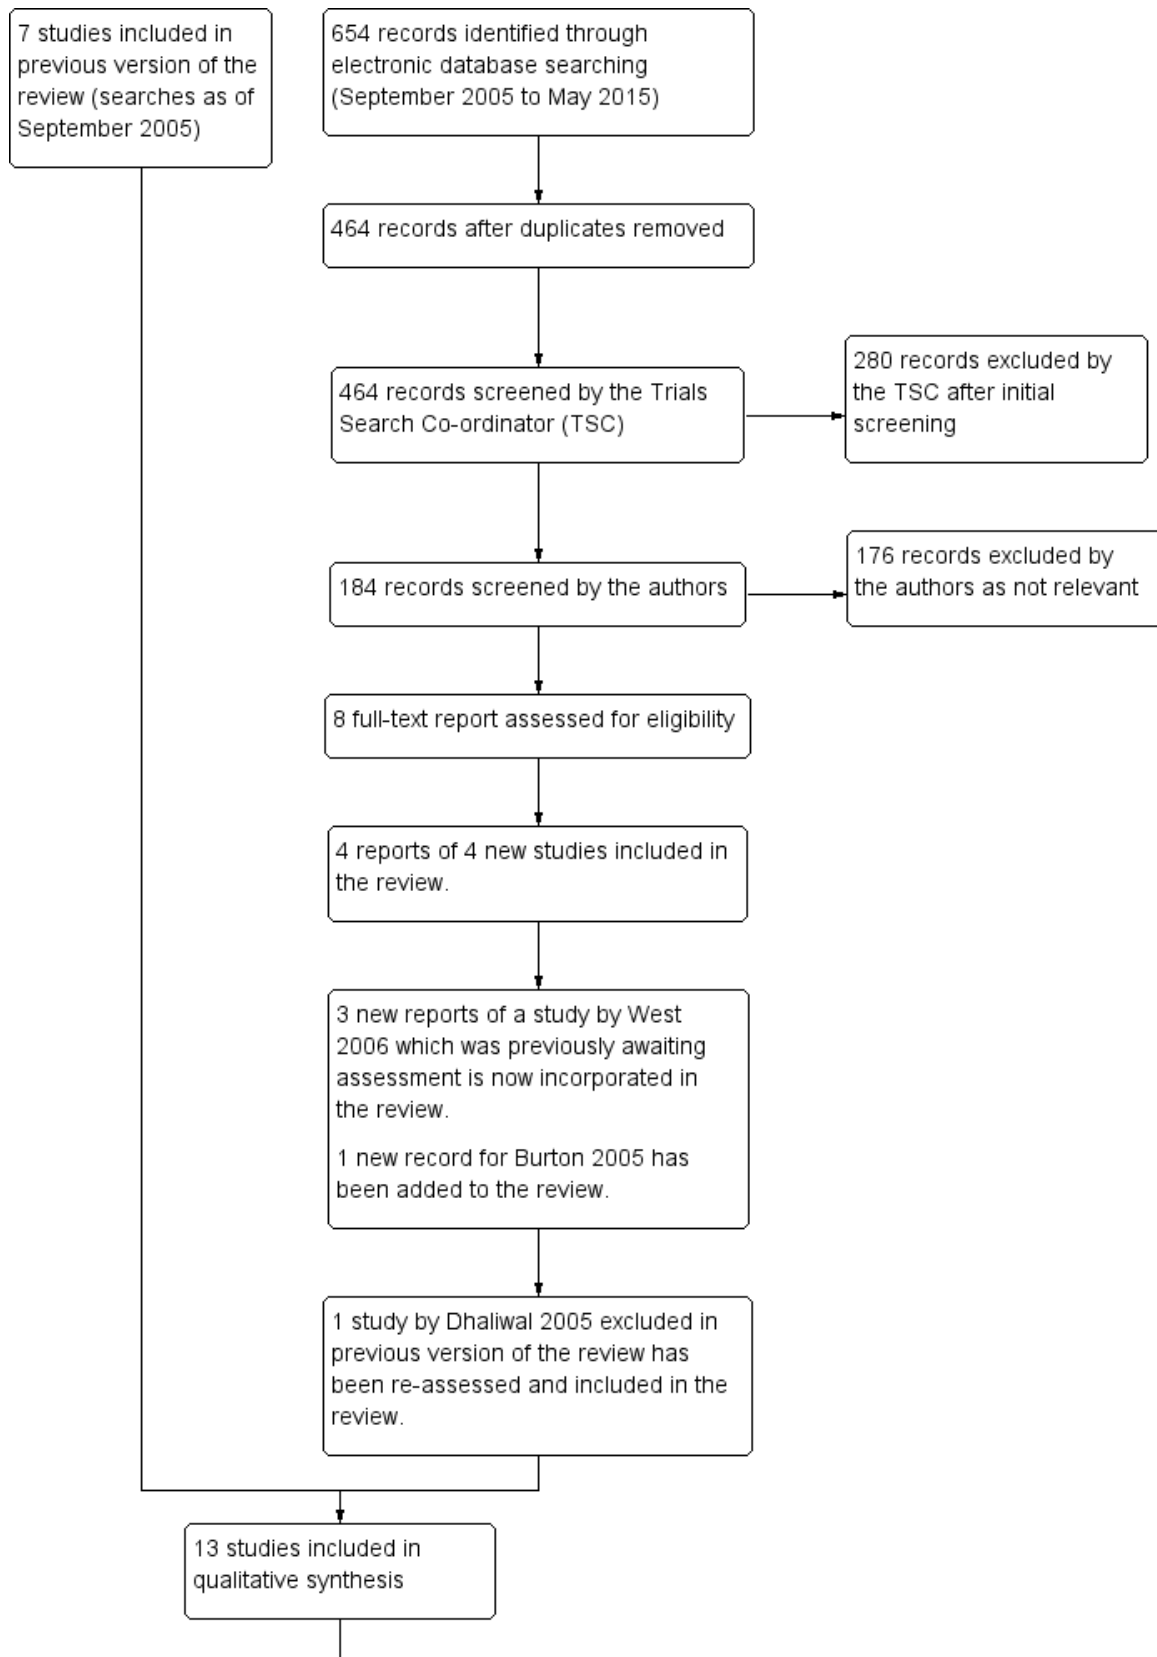 7 studies included in
previous version of the
review (searches as of
September 2005)
654 records identified through
electronic database searching
(September 2005 to May 2015)
464 records after duplicates removed
464 records screened by the Trials
Search Co-ordinator (TSC)
280 records excluded by
the TSC after initial
screening
184 records screened by the authors
176 records excluded by
the authors as not relevant
8 full-text report assessed for eligibility
4 reports of 4 new studies included in
the review.
3 new reports of a study by West
2006 which was previously awaiting
assessment is now incorporated in
the review.
1 new record for Burton 2005 has
been added to the review.
1 study by Dhaliwal 2005 excluded in
previous version of the review has
been re-assessed and included in the
review.
13 studies included in
qualitative synthesis